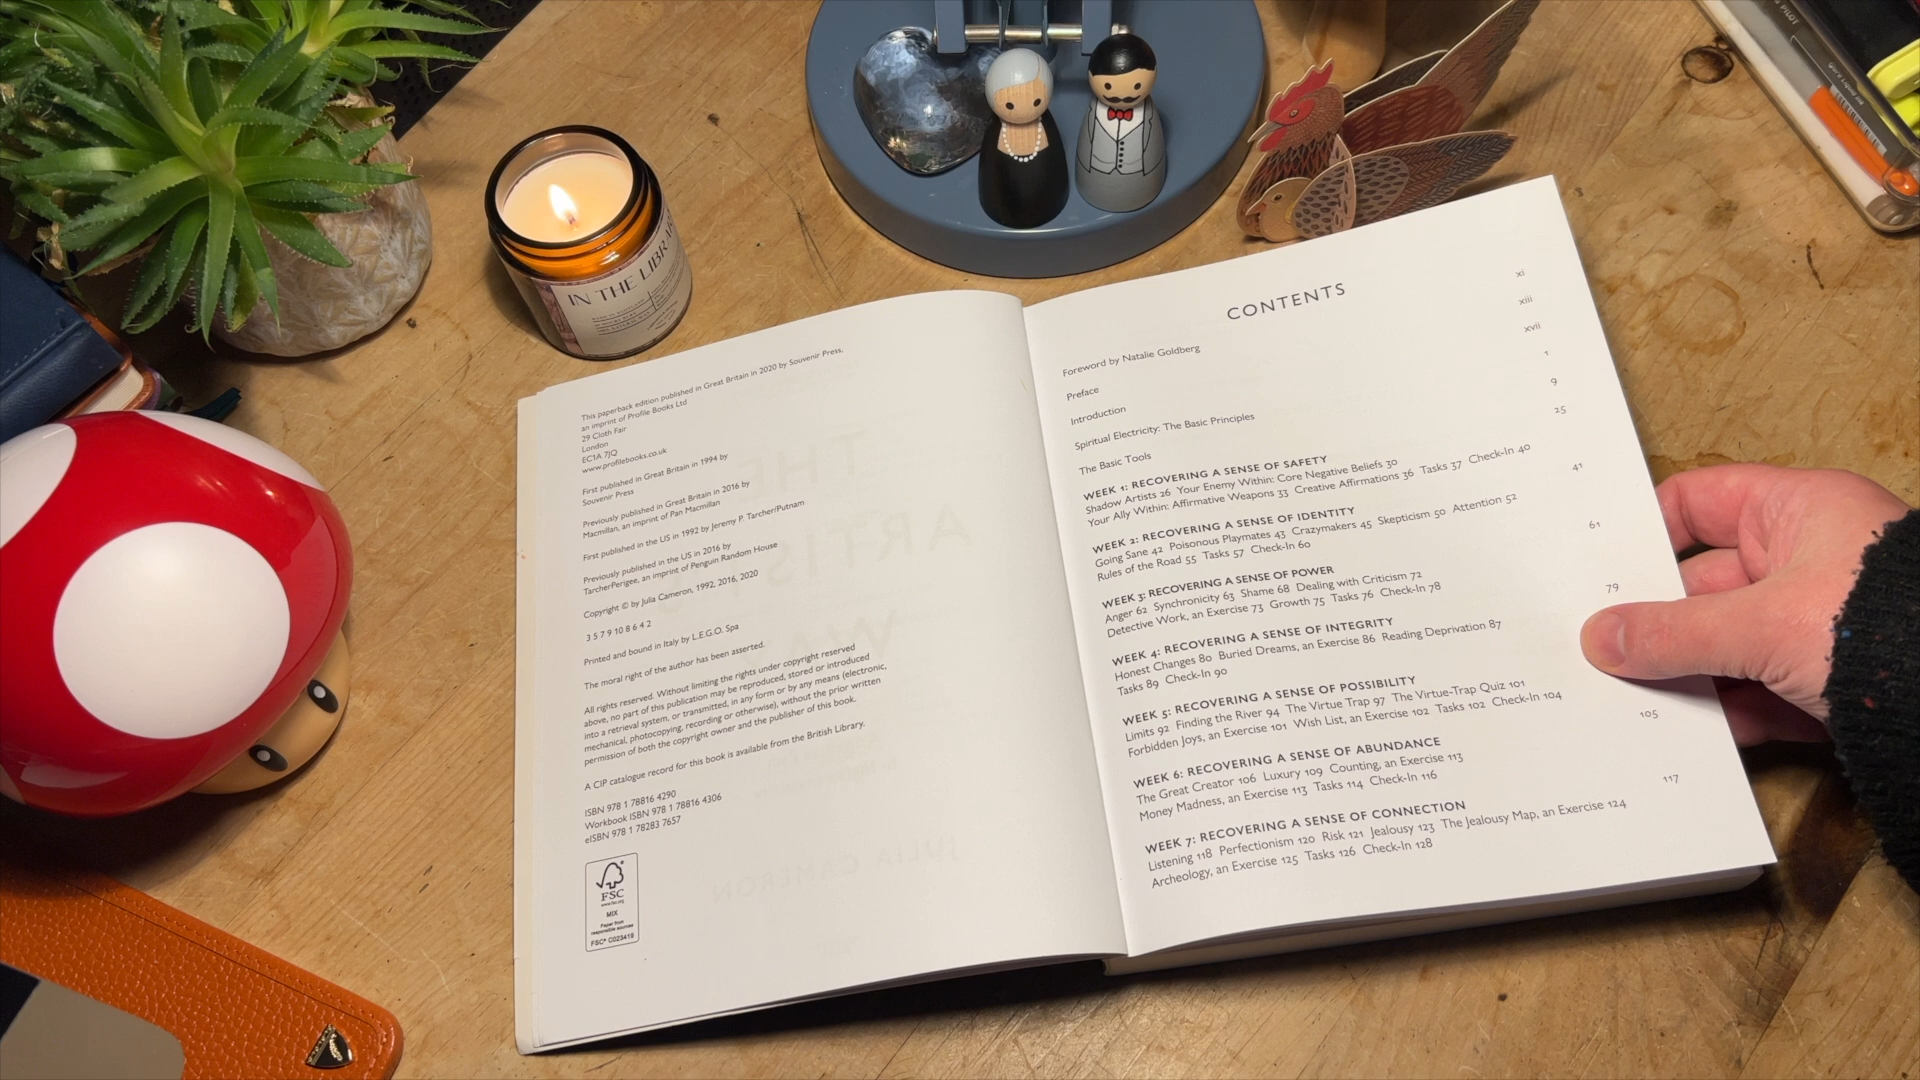 PILOT
IN THE LIBRAR
This paperback edition published in Great Britain in 2020 by Souvenir Press,
an imprint of Profile Books Ltd
29 Cloth Fair
London
EC1A 7JQ
www.profilebooks.co.uk
First published in Great Britain in 1994 by
Souvenir Press
Previously published in Great Britain in 2016 by
Macmillan, an imprint of Pan Macmillan
First published in the US in 1992 by Jeremy P. Tarcher/Putnam
Previously published in the US in 2016 by
TarcherPerigee, an imprint of Penguin Random House
Copyright © by Julia Cameron, 1992, 2016, 2020
3 5 7 9 10 8 6 4 2
Printed and bound in Italy by L.E.G.O. Spa
The moral right of the author has been asserted.
All rights reserved. Without limiting the rights under copyright reserved
above, no part of this publication may be reproduced, stored or introduced
into a retrieval system, or transmitted, in any form or by any means (electronic,
mechanical, photocopying, recording or otherwise), without the prior written
permission of both the copyright owner and the publisher of this book.
A CIP catalogue record for this book is available from the British Library.
ISBN 978 1 78816 4290
Workbook ISBN 978 1 78816 4306
eISBN 978 1 78283 7657
FSC
www.fsc.org
MIX
Paper from
responsible sources
FSC® C023419
CONTENTS
Foreword by Natalie Goldberg xi
Preface xiii
Introduction xvii
Spiritual Electricity: The Basic Principles 1
The Basic Tools 9
WEEK 1: RECOVERING A SENSE OF SAFETY 25
Shadow Artists 26 Your Enemy Within: Core Negative Beliefs 30
Your Ally Within: Affirmative Weapons 33 Creative Affirmations 36 Tasks 37 Check-In 40
WEEK 2: RECOVERING A SENSE OF IDENTITY 41
Going Sane 42 Poisonous Playmates 43 Crazymakers 45 Skepticism 50 Attention 52
Rules of the Road 55 Tasks 57 Check-In 60
WEEK 3: RECOVERING A SENSE OF POWER 61
Anger 62 Synchronicity 63 Shame 68 Dealing with Criticism 72
Detective Work, an Exercise 73 Growth 75 Tasks 76 Check-In 78
WEEK 4: RECOVERING A SENSE OF INTEGRITY 79
Honest Changes 80 Buried Dreams, an Exercise 86 Reading Deprivation 87
Tasks 89 Check-In 90
WEEK 5: RECOVERING A SENSE OF POSSIBILITY
Limits 92 Finding the River 94 The Virtue Trap 97 The Virtue-Trap Quiz 101
Forbidden Joys, an Exercise 101 Wish List, an Exercise 102 Tasks 102 Check-In 104
WEEK 6: RECOVERING A SENSE OF ABUNDANCE 105
The Great Creator 106 Luxury 109 Counting, an Exercise 113
Money Madness, an Exercise 113 Tasks 114 Check-In 116
WEEK 7: RECOVERING A SENSE OF CONNECTION 117
Listening 118 Perfectionism 120 Risk 121 Jealousy 123 The Jealousy Map, an Exercise 124
Archeology, an Exercise 125 Tasks 126 Check-In 128